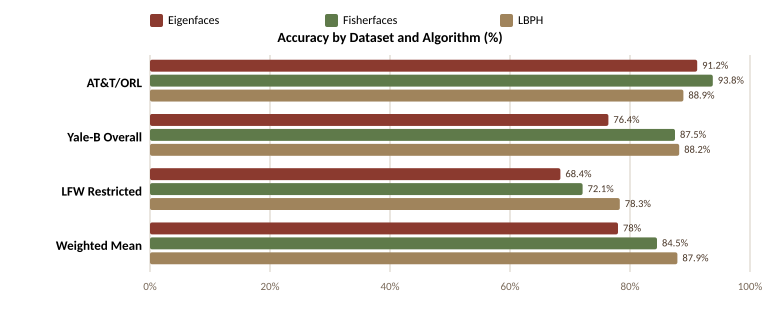 Eigenfaces Fisherfaces LBPH
Accuracy by Dataset and Algorithm (%)
91.2%
AT&T/ORL 93.8%
88.9%
76.4%
Yale-B Overall 87.5%
88.2%
68.4%
LFW Restricted 72.1%
78.3%
78%
Weighted Mean 84.5%
87.9%
0% 20% 40% 60% 80% 100%